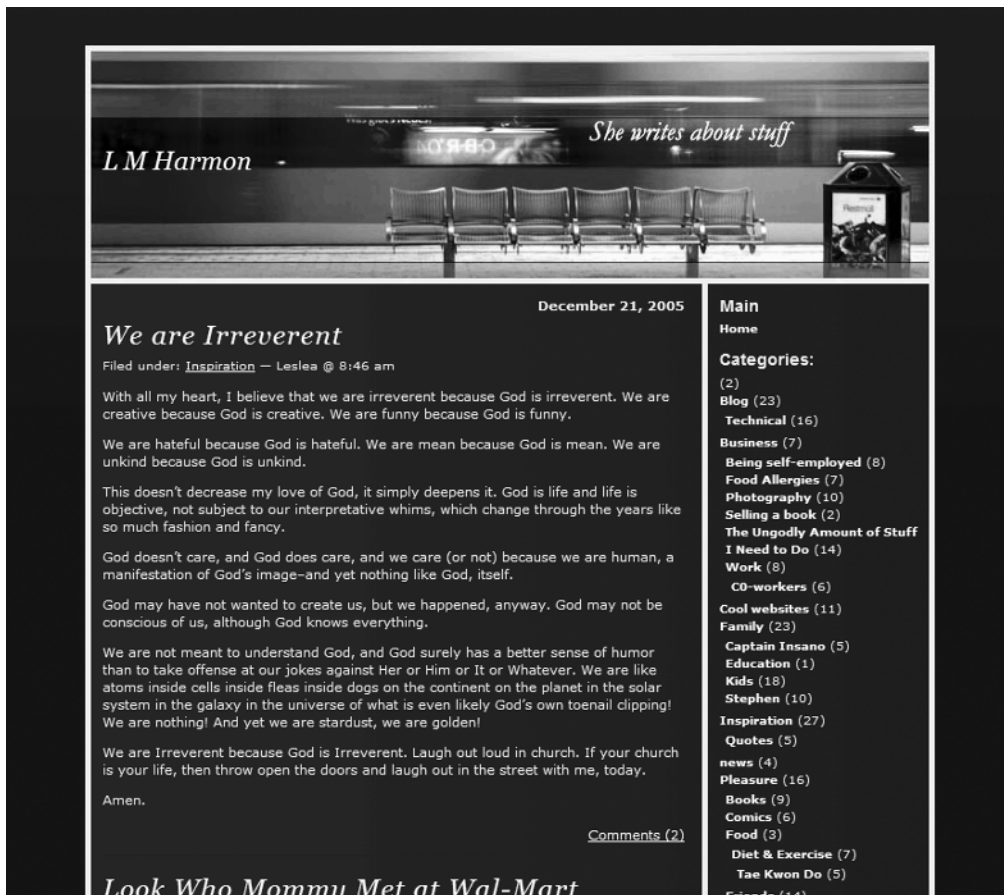 She writes about stuff
L M Harmon
Restmüll
December 21, 2005
We are Irreverent
Filed under: Inspiration — Leslea @ 8:46 am
With all my heart, I believe that we are irreverent because God is irreverent. We are
creative because God is creative. We are funny because God is funny.
We are hateful because God is hateful. We are mean because God is mean. We are
unkind because God is unkind.
This doesn't decrease my love of God, it simply deepens it. God is life and life is
objective, not subject to our interpretative whims, which change through the years like
so much fashion and fancy.
God doesn't care, and God does care, and we care (or not) because we are human, a
manifestation of God's image–and yet nothing like God, itself.
God may have not wanted to create us, but we happened, anyway. God may not be
conscious of us, although God knows everything.
We are not meant to understand God, and God surely has a better sense of humor
than to take offense at our jokes against Her or Him or It or Whatever. We are like
atoms inside cells inside fleas inside dogs on the continent on the planet in the solar
system in the galaxy in the universe of what is even likely God's own toenail clipping!
We are nothing! And yet we are stardust, we are golden!
We are Irreverent because God is Irreverent. Laugh out loud in church. If your church
is your life, then throw open the doors and laugh out in the street with me, today.
Amen.
Comments (2)
Look Who Mommy Met at Wal-Mart
Main
Home
Categories:
(2)
Blog (23)
Technical (16)
Business (7)
Being self-employed (8)
Food Allergies (7)
Photography (10)
Selling a book (2)
The Ungodly Amount of Stuff
I Need to Do (14)
Work (8)
C0-workers (6)
Cool websites (11)
Family (23)
Captain Insano (5)
Education (1)
Kids (18)
Stephen (10)
Inspiration (27)
Quotes (5)
news (4)
Pleasure (16)
Books (9)
Comics (6)
Food (3)
Diet & Exercise (7)
Tae Kwon Do (5)
Friends (14)